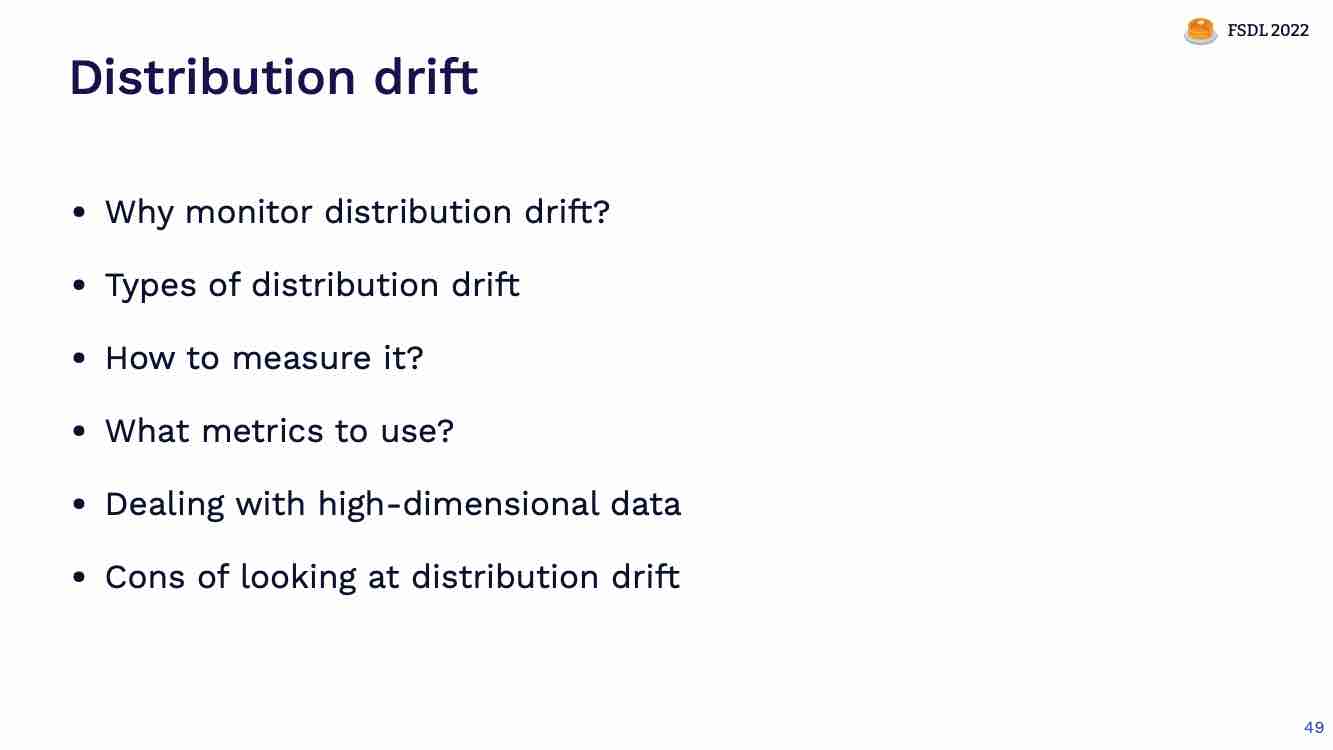 FSDL 2022
Distribution drift
• Why monitor distribution drift?
• Types of distribution drift
• How to measure it?
• What metrics to use?
• Dealing with high-dimensional data
• Cons of looking at distribution drift
49